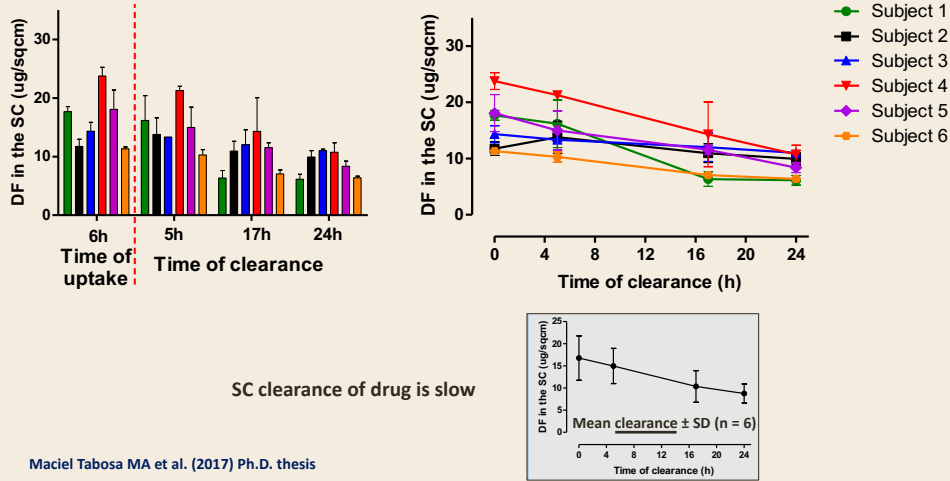 DF in the SC (ug/sqcm)
30
20
10
0
6h
5h
17h
24h
Time of
uptake
Time of clearance
DF in the SC (ug/sqcm)
30
20
10
0
0
4
8
12
16
20
24
Time of clearance (h)
Subject 1
Subject 2
Subject 3
Subject 4
Subject 5
Subject 6
SC clearance of drug is slow
DF in the SC (ug/sqcm)
25
20
15
10
5
0
Mean clearance ± SD (n = 6)
0
4
8
12
16
20
24
Time of clearance (h)
Maciel Tabosa MA et al. (2017) Ph.D. thesis